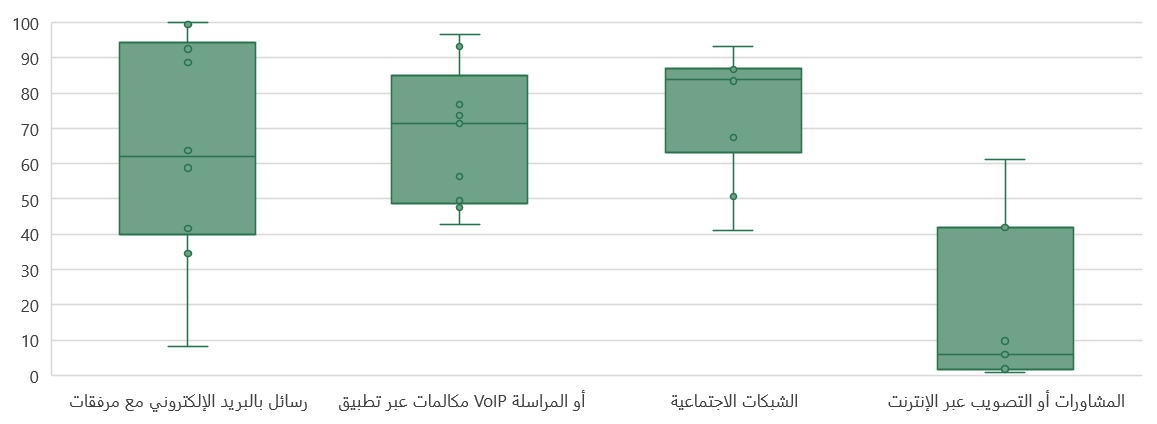 100
90
80
70
60
50
40
30
20
10
0
رسائل بالبريد الإلكتروني مع مرفقات
أو المراسلة VoIP مكالمات عبر تطبيق
الشبكات الاجتماعية
المشاورات أو التصويب عبر الإنترنت